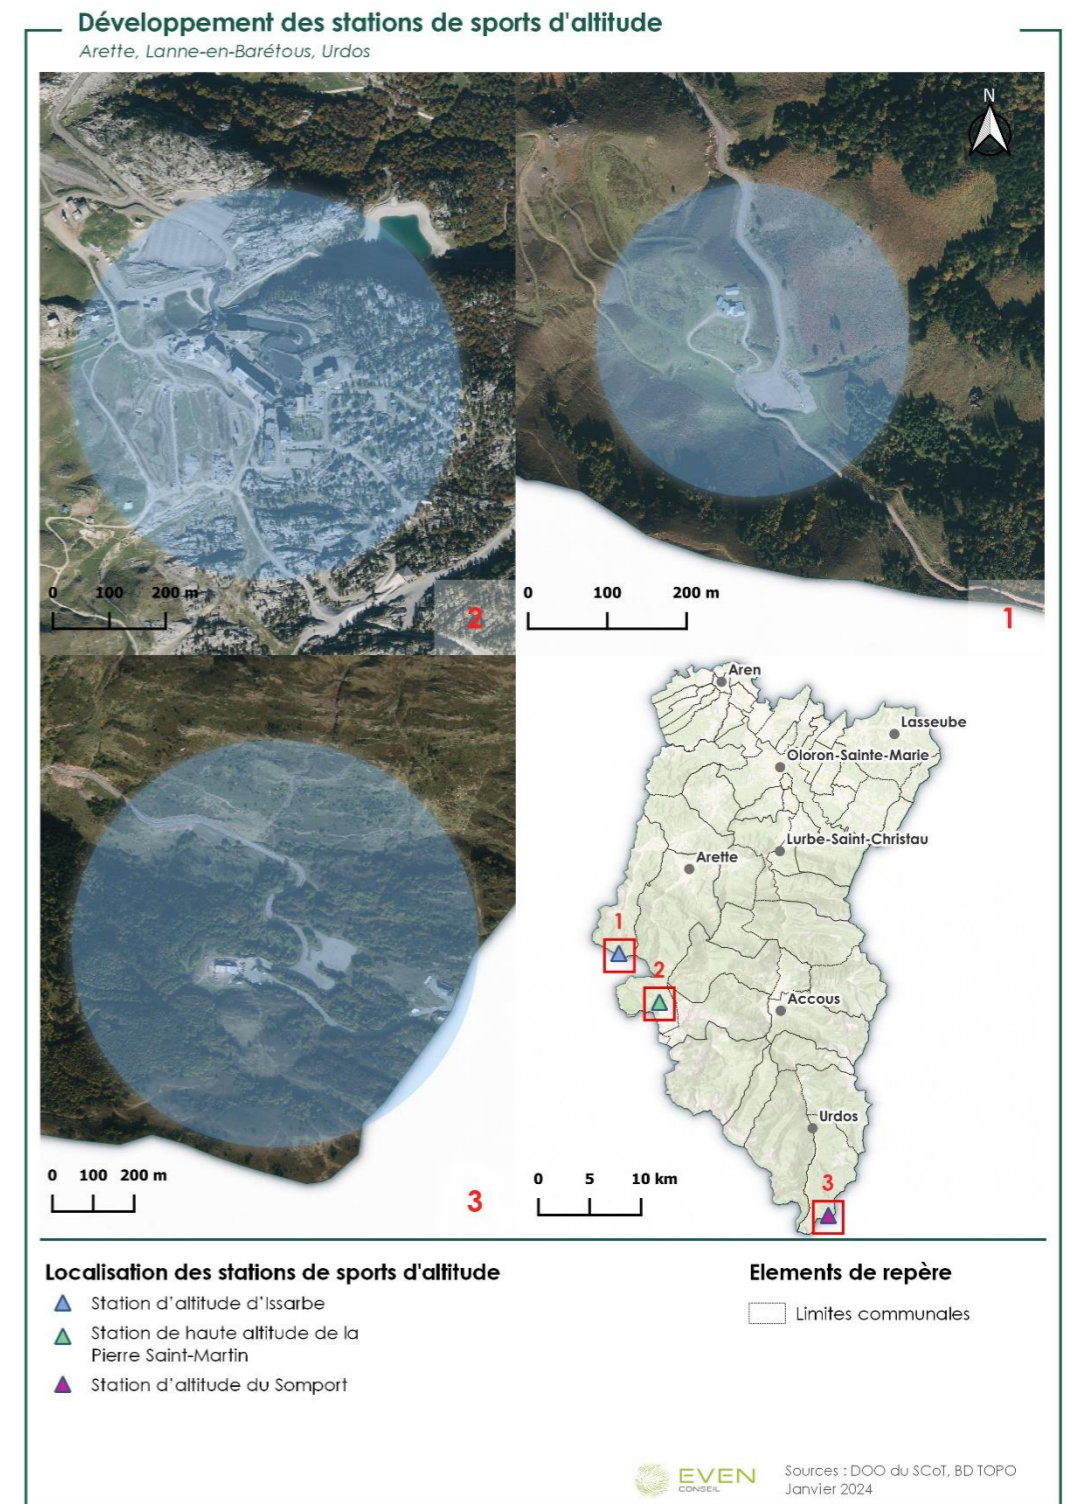 Développement des stations de sports d'altitude
Arette, Lanne-en-Barétous, Urdos
N
0 100 200 m
2
0 100 200 m
1
0 100 200 m
3
Aren
Lasseube
Oloron-Sainte-Marie
Lurbe-Saint-Christau
Arette
1
2
Accous
Urdos
3
0 5 10 km
Localisation des stations de sports d'altitude
Station d'altitude d'Issarbe
Station de haute altitude de la
Pierre Saint-Martin
Station d'altitude du Somport
Elements de repère
Limites communales
EVEN
CONSEIL
Sources : DOO du SCoT, BD TOPO
Janvier 2024